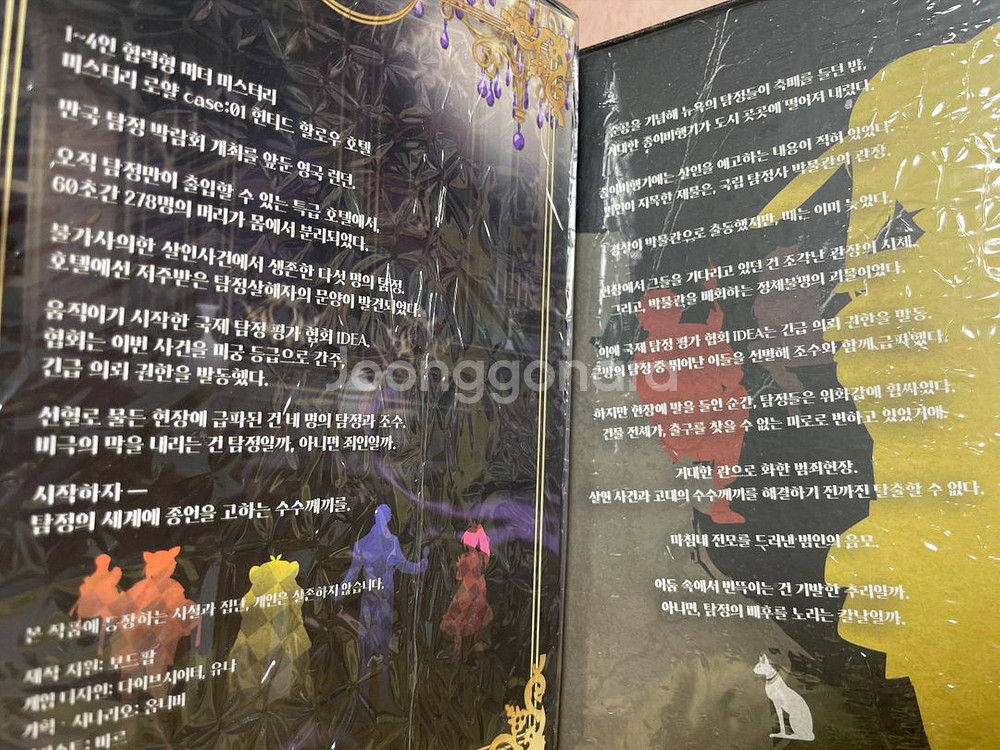 1~4인 협력형 머더 미스터리
미스터리 로얄 case:01 헌티드 할로우 호텔
만국 탐정 박람회 개최를 앞둔 영국 런던,
오직 탐정만이 출입할 수 있는 특급 호텔에서,
60초간 278명의 머리가 몸에서 분리되었다.
불가사의한 살인사건에서 생존한 다섯 명의 탐정,
호텔에선 저주받은 탐정살해자의 문양이 발견되었다.
움직이기 시작한 국제 탐정 평가 협회 IDEA,
협회는 이번 사건을 미궁 등급으로 간주,
긴급 의뢰 권한을 발동했다.
선혈로 물든 현장에 급파된 건 네 명의 탐정과 조수.
비극의 막을 내리는 건 탐정일까, 아니면 죄인일까.
시작하자 —
탐정의 세계에 종언을 고하는 수수께끼를.
본 작품에 등장하는 시설과 집단, 개인은 실존하지 않습니다.
제작 지원: 보드팜
게임 디자인: 다이브시이터, 유나
기획 · 시나리오: 옴니버
준공을 기념해 뉴욕의 탐정들이 축배를 들던 밤,
거대한 종이비행기가 도시 곳곳에 떨어져 내렸다.
종이비행기에는 살인을 예고하는 내용이 적혀 있었다.
범인이 지목한 제물은, 국립 탐정사 박물관의 관장.
경찰이 박물관으로 출동했지만, 때는 이미 늦었다.
현장에서 그들을 기다리고 있던 건 조각난 관장의 시체,
그리고, 박물관을 배회하는 정체불명의 괴물이었다.
이에 국제 탐정 평가 협회 IDEA는 긴급 의뢰 권한을 발동.
근방의 탐정 중 뛰어난 이들을 선별해 조수와 함께 급파했다.
하지만 현장에 발을 들인 순간, 탐정들은 위화감에 휩싸였다.
건물 전체가, 출구를 찾을 수 없는 미로로 변하고 있었기에.
거대한 관으로 화한 범죄현장.
살인 사건과 고대의 수수께끼를 해결하기 전까진 탈출할 수 없다.
마침내 전모를 드러낸 범인의 음모.
어둠 속에서 번뜩이는 건 기발한 추리일까.
아니면, 탐정의 배후를 노리는 칼날일까.
Joonggonara